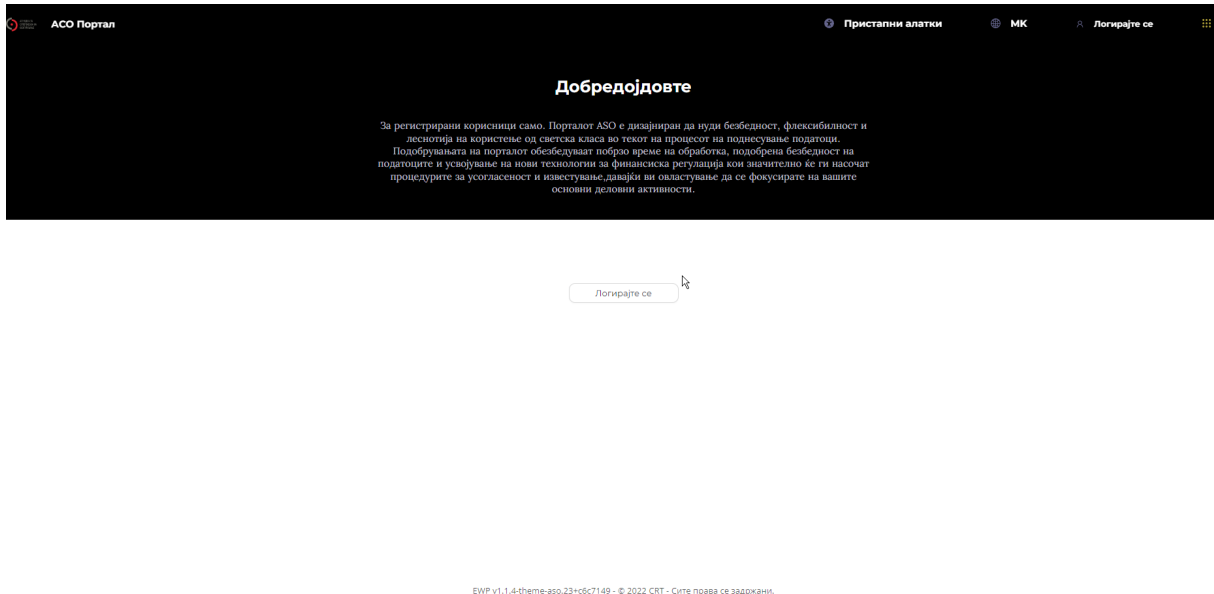 АСО Портал
Пристапни алатки
МК
Логирајте се
Добредојдовте
За регистрирани корисници само. Порталот ASO е дизајниран да нуди безбедност, флексибилност и
леснотија на користење од светска класа во текот на процесот на поднесување податоци.
Подобрувањата на порталот обезбедуваат побрзо време на обработка, подобрена безбедност на
податоците и усвојување на нови технологии за финансиска регулација кои значително ќе ги насочат
процедурите за усогласеност и известување,давајќи ви овластување да се фокусирате на вашите
основни деловни активности.
Логирајте се
EWP v1.1.4-theme-aso.23+c6c7149 - © 2022 CRT - Сите права се задржани.